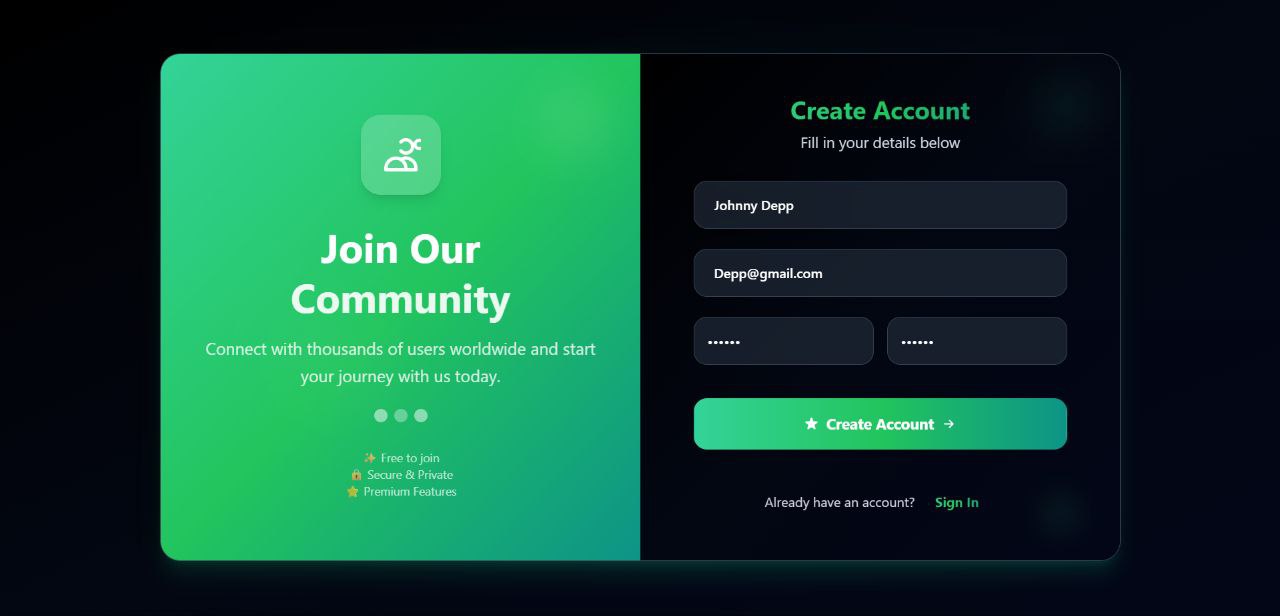 Join Our
Community
Connect with thousands of users worldwide and start
your journey with us today.
✨ Free to join
🔒 Secure & Private
⭐ Premium Features
Create Account
Fill in your details below
Johnny Depp
Depp@gmail.com
•••••• ••••••
★ Create Account →
Already have an account? Sign In